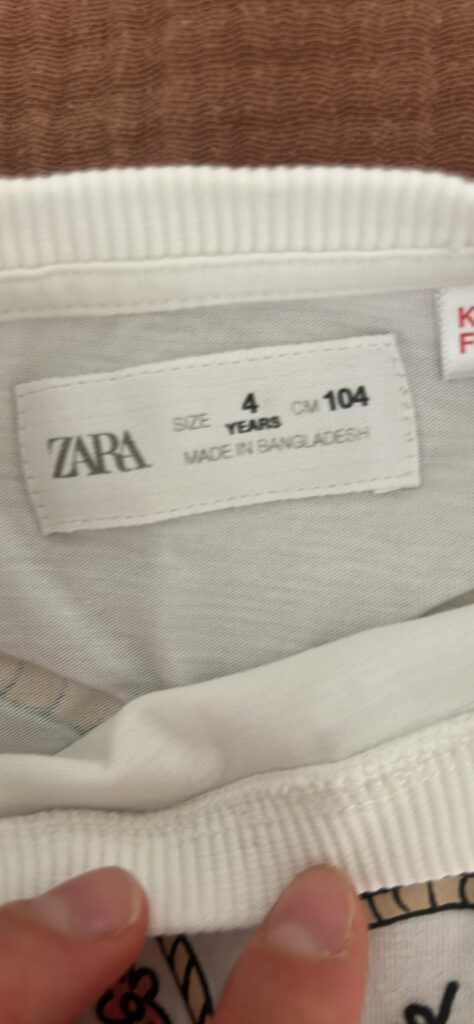 ZARA
SIZE 4 YEARS CM 104
MADE IN BANGLADESH
K
F